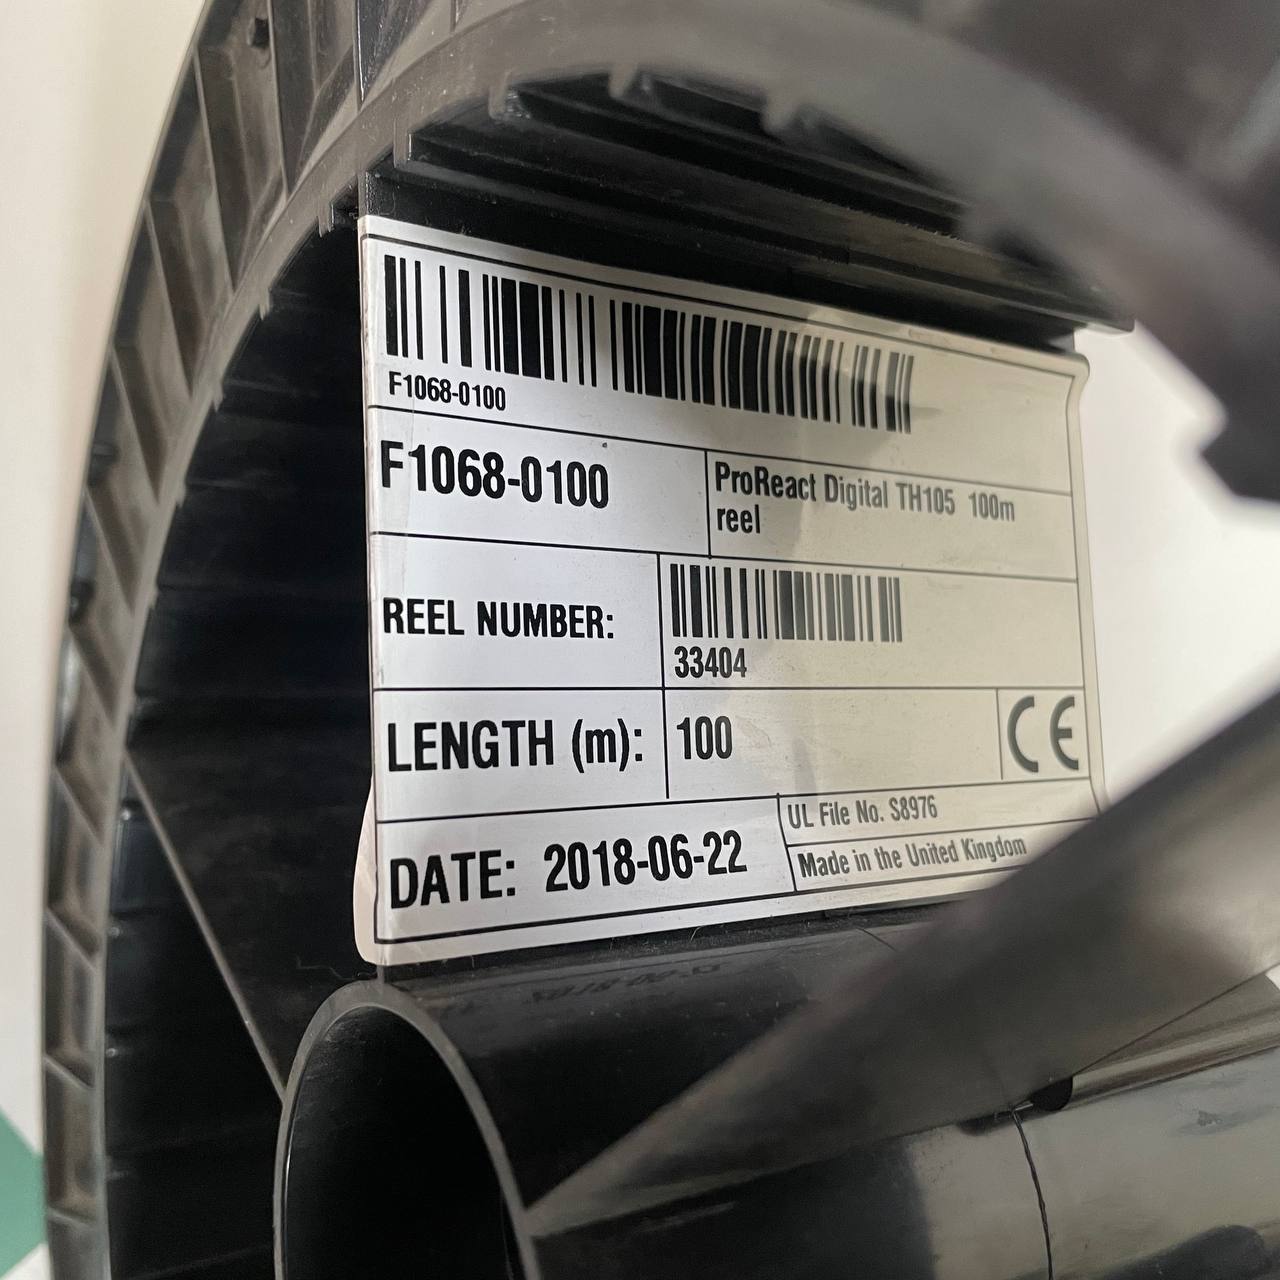 F1068-0100
F1068-0100
ProReact Digital TH105 100m
reel
REEL NUMBER:
33404
LENGTH (m): 100
CE
DATE: 2018-06-22
UL File No. S8976
Made in the United Kingdom